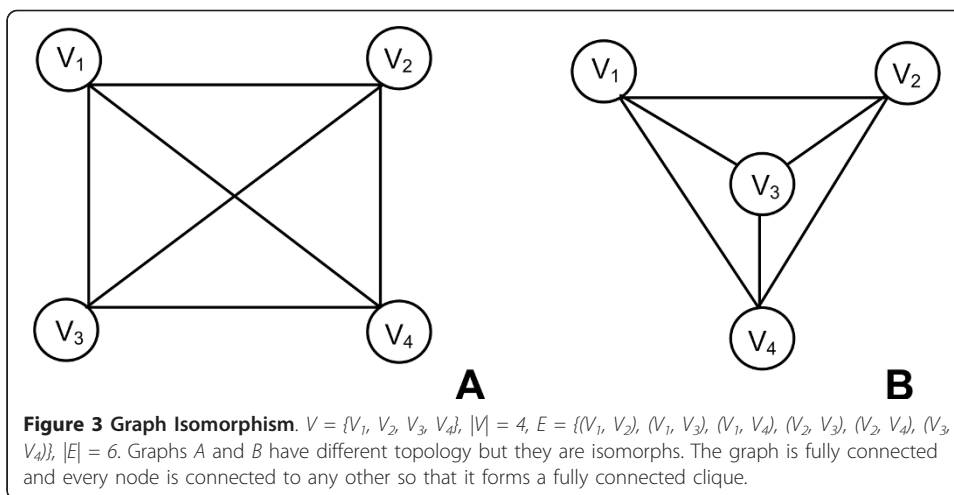 V₁
V₂
V₃
V₄
A
V₁
V₂
V₃
V₄
B
Figure 3 Graph Isomorphism. V = {V₁, V₂, V₃, V₄}, |V| = 4, E = {(V₁, V₂), (V₁, V₃), (V₁, V₄), (V₂, V₃), (V₂, V₄), (V₃,
V₄)}, |E| = 6. Graphs A and B have different topology but they are isomorphs. The graph is fully connected
and every node is connected to any other so that it forms a fully connected clique.